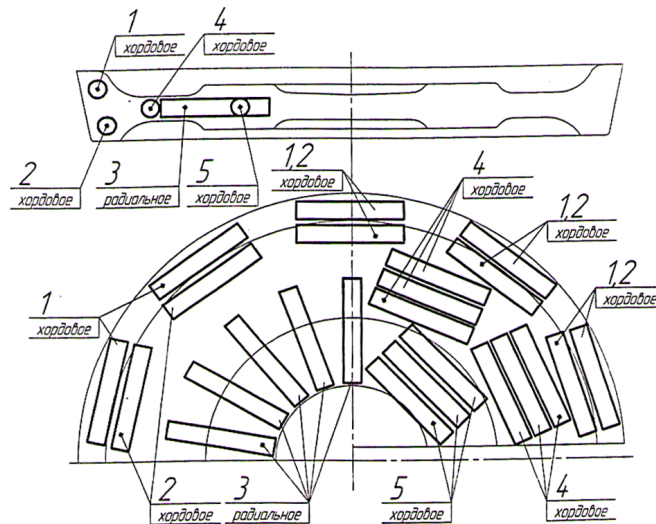 1
хордовое
4
хордовое
2
хордовое
3
радиальное
5
хордовое
1,2
хордовое
4
хордовое
1,2
хордовое
1,2
хордовое
1
хордовое
2
хордовое
3
радиальное
5
хордовое
4
хордовое